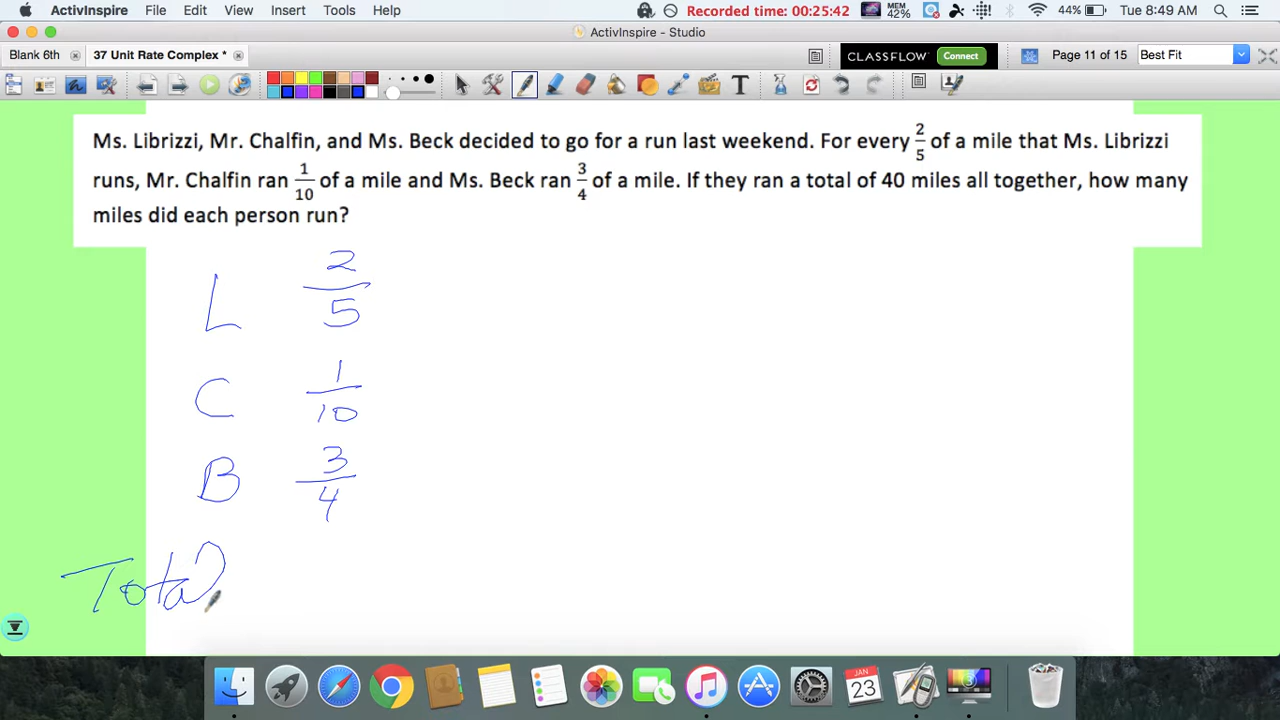 ActivInspire File Edit View Insert Tools Help Recorded time: 00:25:42 MEM 42% 44% Tue 8:49 AM
ActivInspire - Studio
Blank 6th 37 Unit Rate Complex * CLASSFLOW Connect Page 11 of 15 Best Fit
Ms. Librizzi, Mr. Chalfin, and Ms. Beck decided to go for a run last weekend. For every 2/5 of a mile that Ms. Librizzi
runs, Mr. Chalfin ran 1/10 of a mile and Ms. Beck ran 3/4 of a mile. If they ran a total of 40 miles all together, how many
miles did each person run?
L 2/5
C 1/10
B 3/4
Total
JAN 23